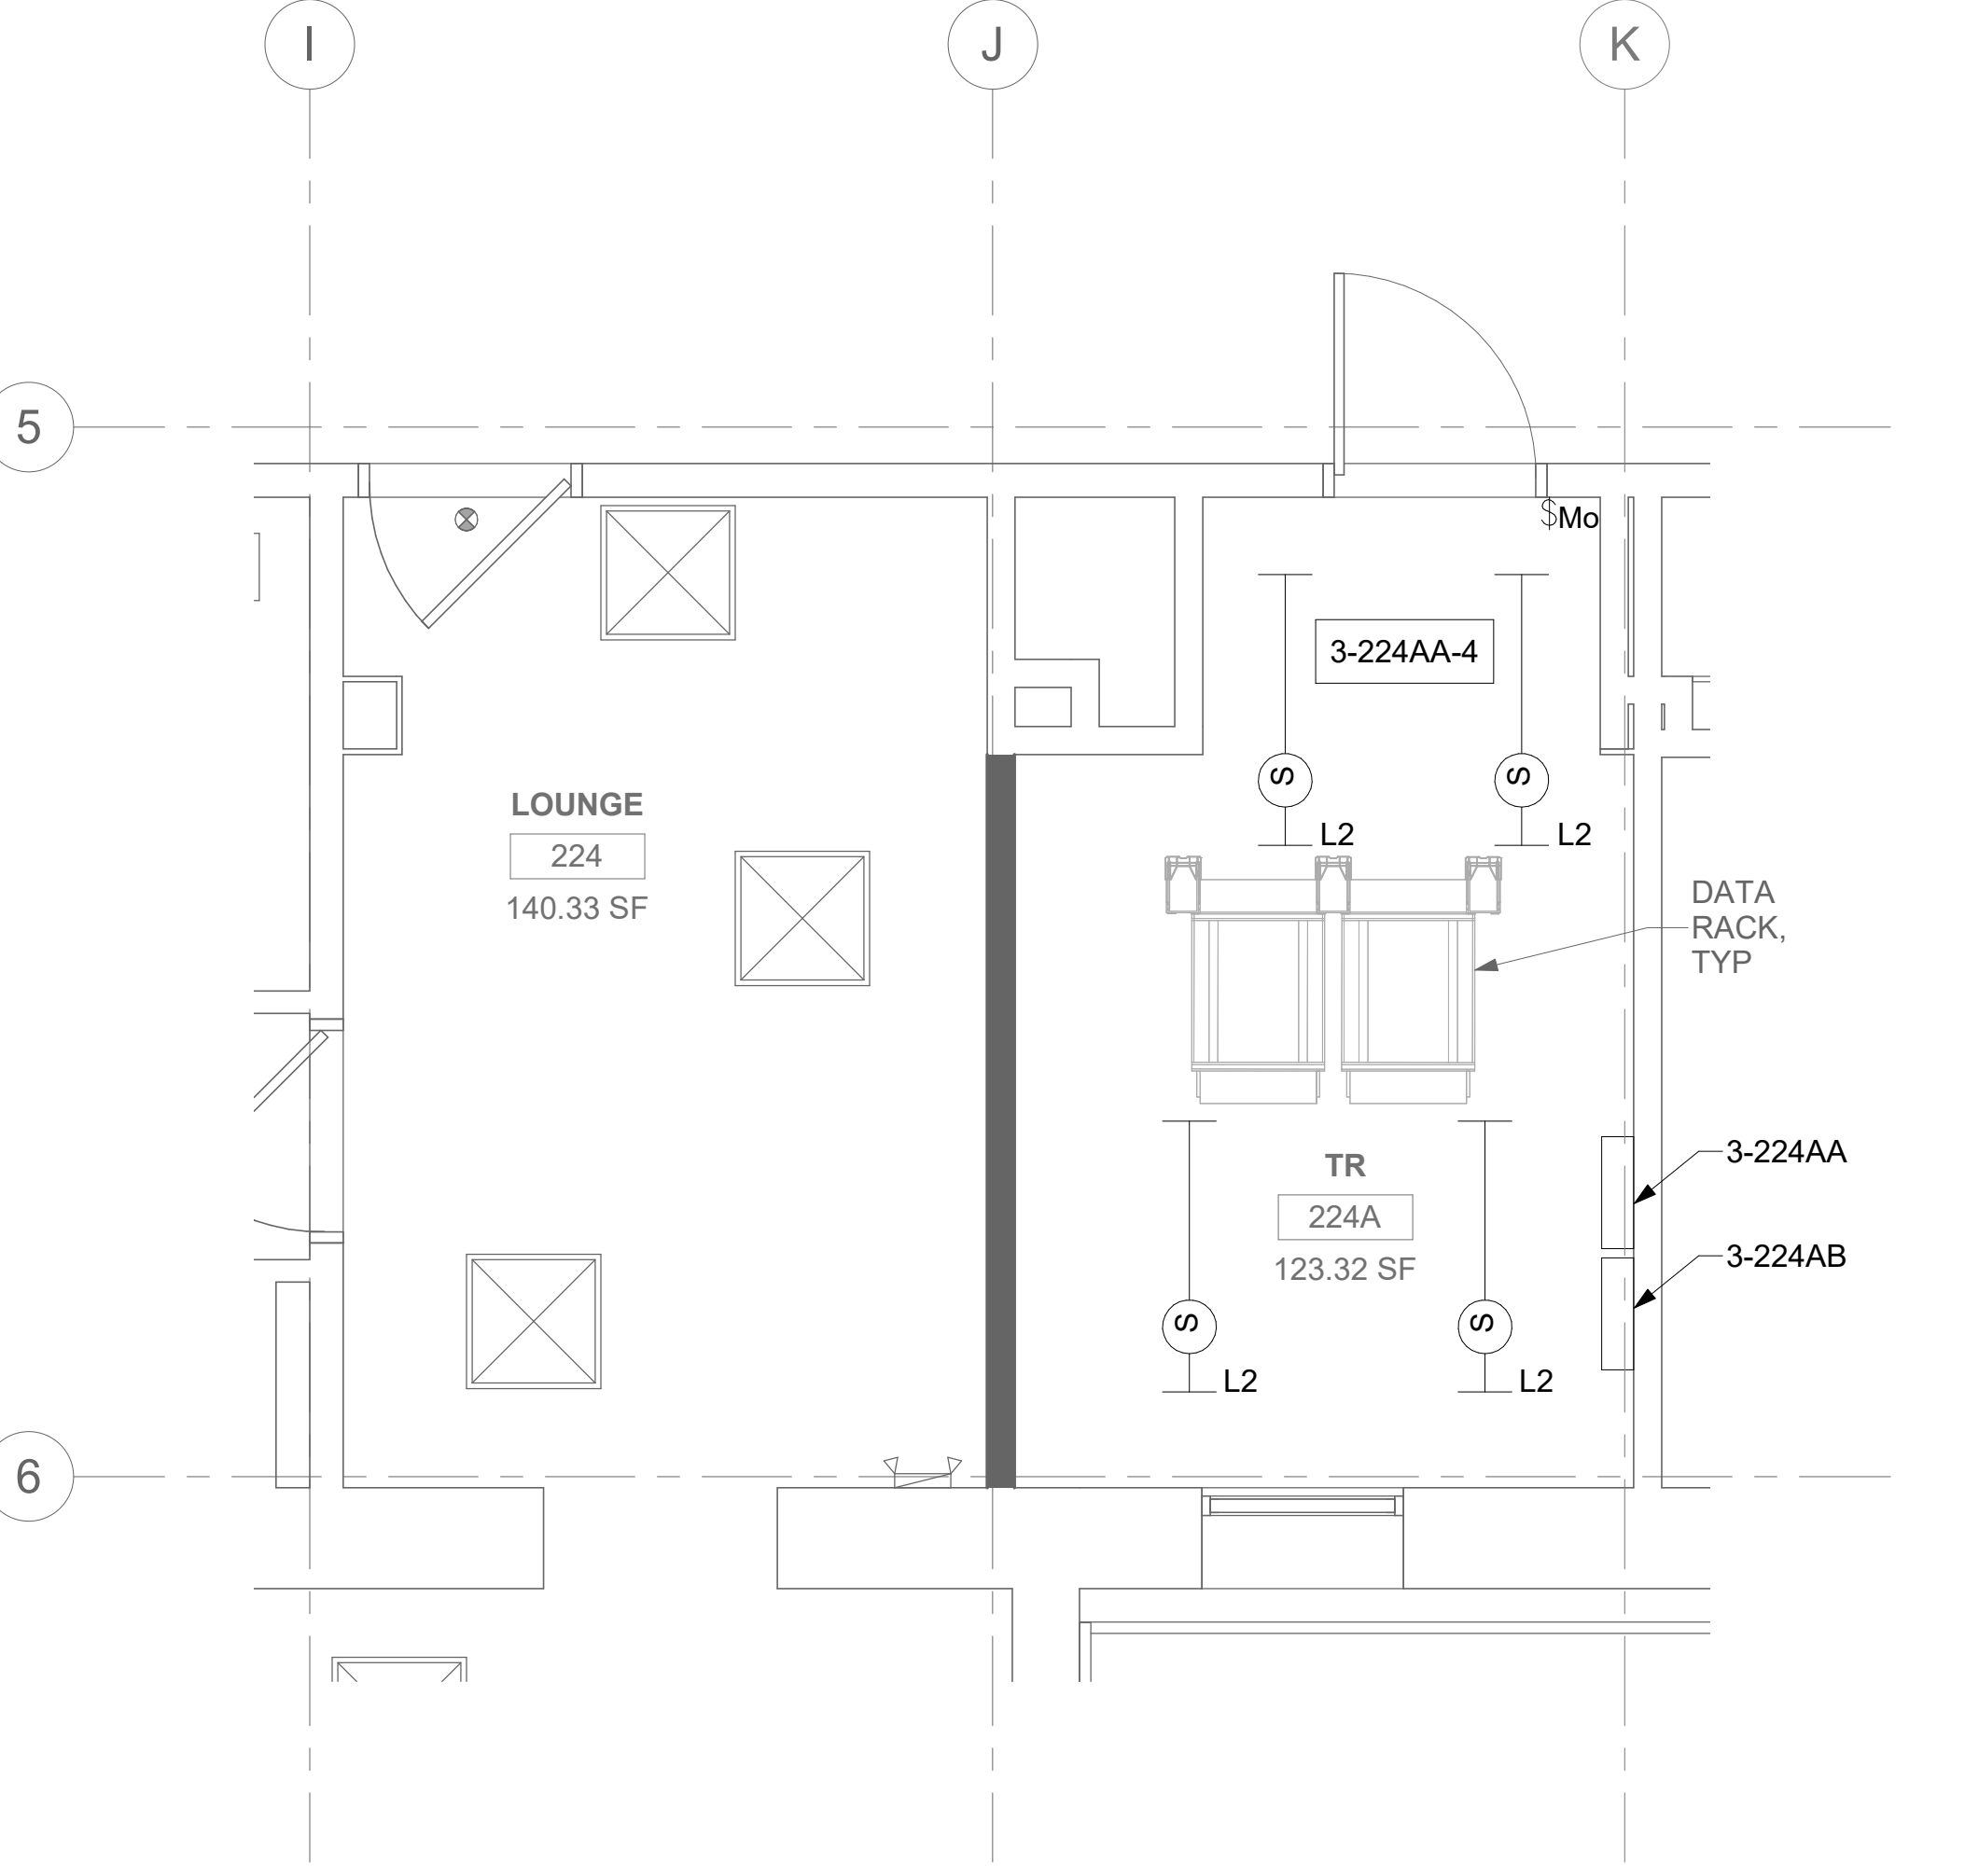 I
J
K
5
$Mo
3-224AA-4
S
S
L2
L2
LOUNGE
224
140.33 SF
DATA
RACK,
TYP
TR
224A
123.32 SF
3-224AA
3-224AB
S
S
L2
L2
6